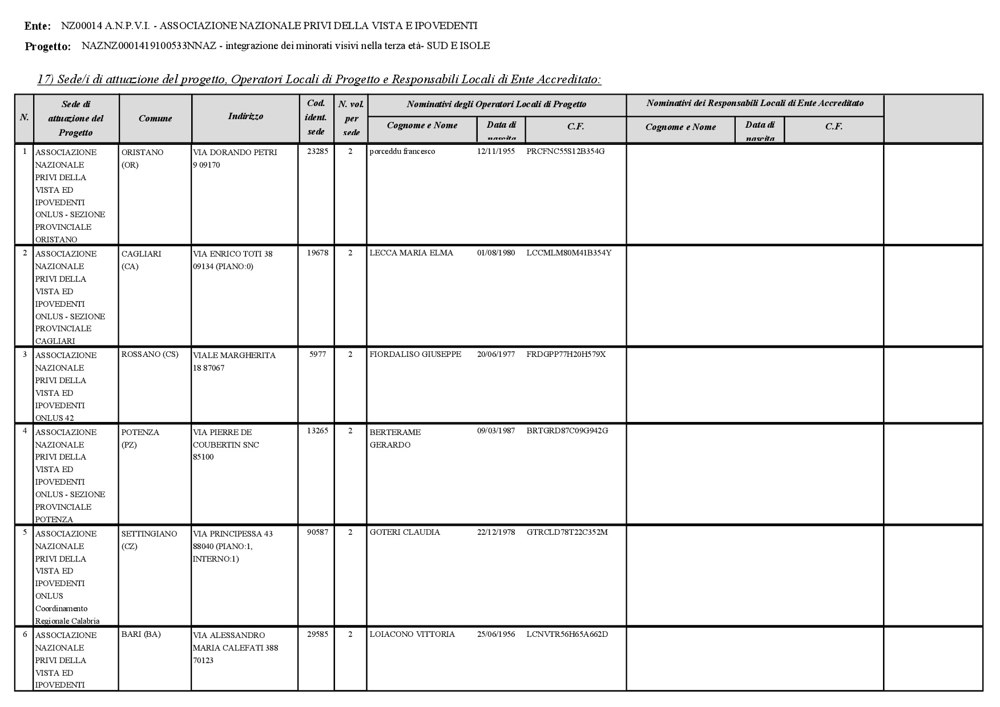 Ente: NZ00014 A.N.P.V.I. - ASSOCIAZIONE NAZIONALE PRIVI DELLA VISTA E IPOVEDENTI
Progetto: NAZNZ0001419100533NNAZ - integrazione dei minorati visivi nella terza età- SUD E ISOLE
17) Sede/i di attuazione del progetto, Operatori Locali di Progetto e Responsabili Locali di Ente Accreditato:
N.
Sede di
attuazione del
Progetto
Comune
Indirizzo
Cod.
ident.
sede
N. vol.
per
sede
Nominativi degli Operatori Locali di Progetto
Cognome e Nome
Data di
nascita
C.F.
Nominativi dei Responsabili Locali di Ente Accreditato
Cognome e Nome
Data di
nascita
C.F.
1
ASSOCIAZIONE
NAZIONALE
PRIVI DELLA
VISTA ED
IPOVEDENTI
ONLUS - SEZIONE
PROVINCIALE
ORISTANO
ORISTANO
(OR)
VIA DORANDO PETRI
9 09170
23285
2
porceddu francesco
12/11/1955
PRCFNC55S12B354G
2
ASSOCIAZIONE
NAZIONALE
PRIVI DELLA
VISTA ED
IPOVEDENTI
ONLUS - SEZIONE
PROVINCIALE
CAGLIARI
CAGLIARI
(CA)
VIA ENRICO TOTI 38
09134 (PIANO:0)
19678
2
LECCA MARIA ELMA
01/08/1980
LCCMLM80M41B354Y
3
ASSOCIAZIONE
NAZIONALE
PRIVI DELLA
VISTA ED
IPOVEDENTI
ONLUS 42
ROSSANO (CS)
VIALE MARGHERITA
18 87067
5977
2
FIORDALISO GIUSEPPE
20/06/1977
FRDGPP77H20H579X
4
ASSOCIAZIONE
NAZIONALE
PRIVI DELLA
VISTA ED
IPOVEDENTI
ONLUS - SEZIONE
PROVINCIALE
POTENZA
POTENZA
(PZ)
VIA PIERRE DE
COUBERTIN SNC
85100
13265
2
BERTERAME
GERARDO
09/03/1987
BRTGRD87C09G942G
5
ASSOCIAZIONE
NAZIONALE
PRIVI DELLA
VISTA ED
IPOVEDENTI
ONLUS
Coordinamento
Regionale Calabria
SETTINGIANO
(CZ)
VIA PRINCIPESSA 43
88040 (PIANO:1,
INTERNO:1)
90587
2
GOTERI CLAUDIA
22/12/1978
GTRCLD78T22C352M
6
ASSOCIAZIONE
NAZIONALE
PRIVI DELLA
VISTA ED
IPOVEDENTI
BARI (BA)
VIA ALESSANDRO
MARIA CALEFATI 388
70123
29585
2
LOIACONO VITTORIA
25/06/1956
LCNVTR56H65A662D